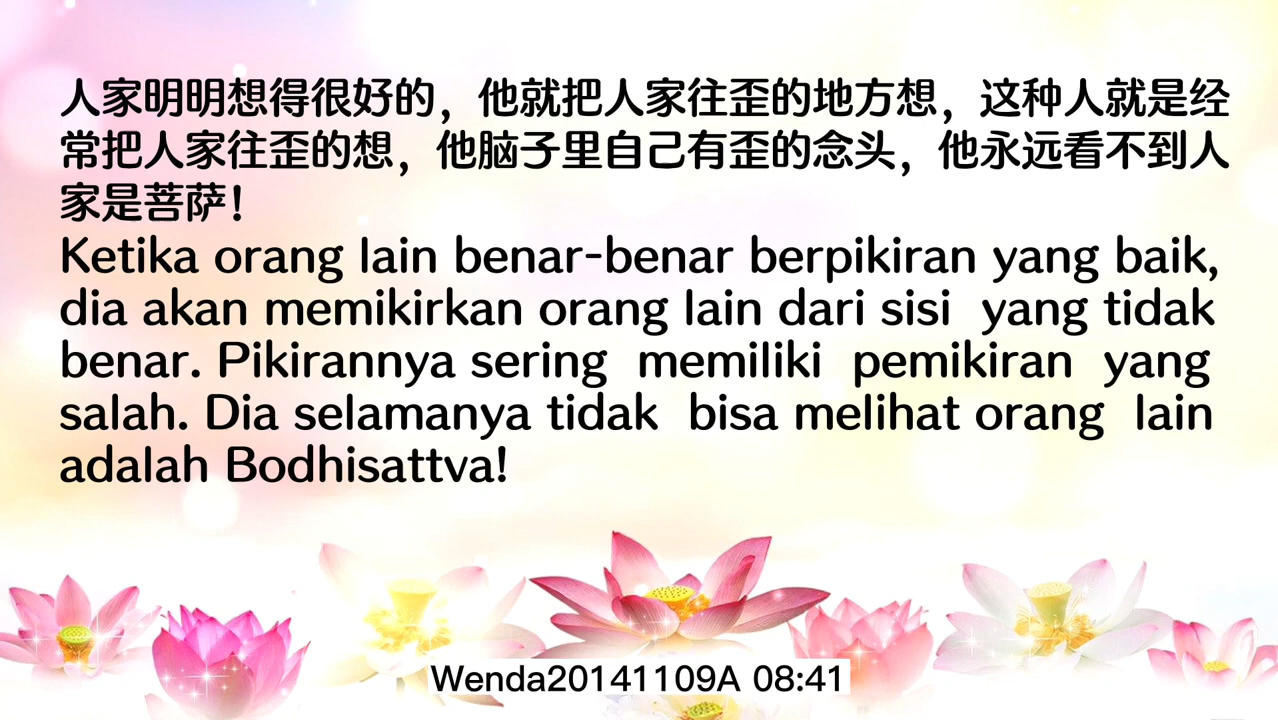 人家明明想得很好的，他就把人家往歪的地方想，这种人就是经
常把人家往歪的想，他脑子里自己有歪的念头，他永远看不到人
家是菩萨！
Ketika orang lain benar-benar berpikiran yang baik,
dia akan memikirkan orang lain dari sisi yang tidak
benar. Pikirannya sering memiliki pemikiran yang
salah. Dia selamanya tidak bisa melihat orang lain
adalah Bodhisattva!
Wenda20141109A 08:41